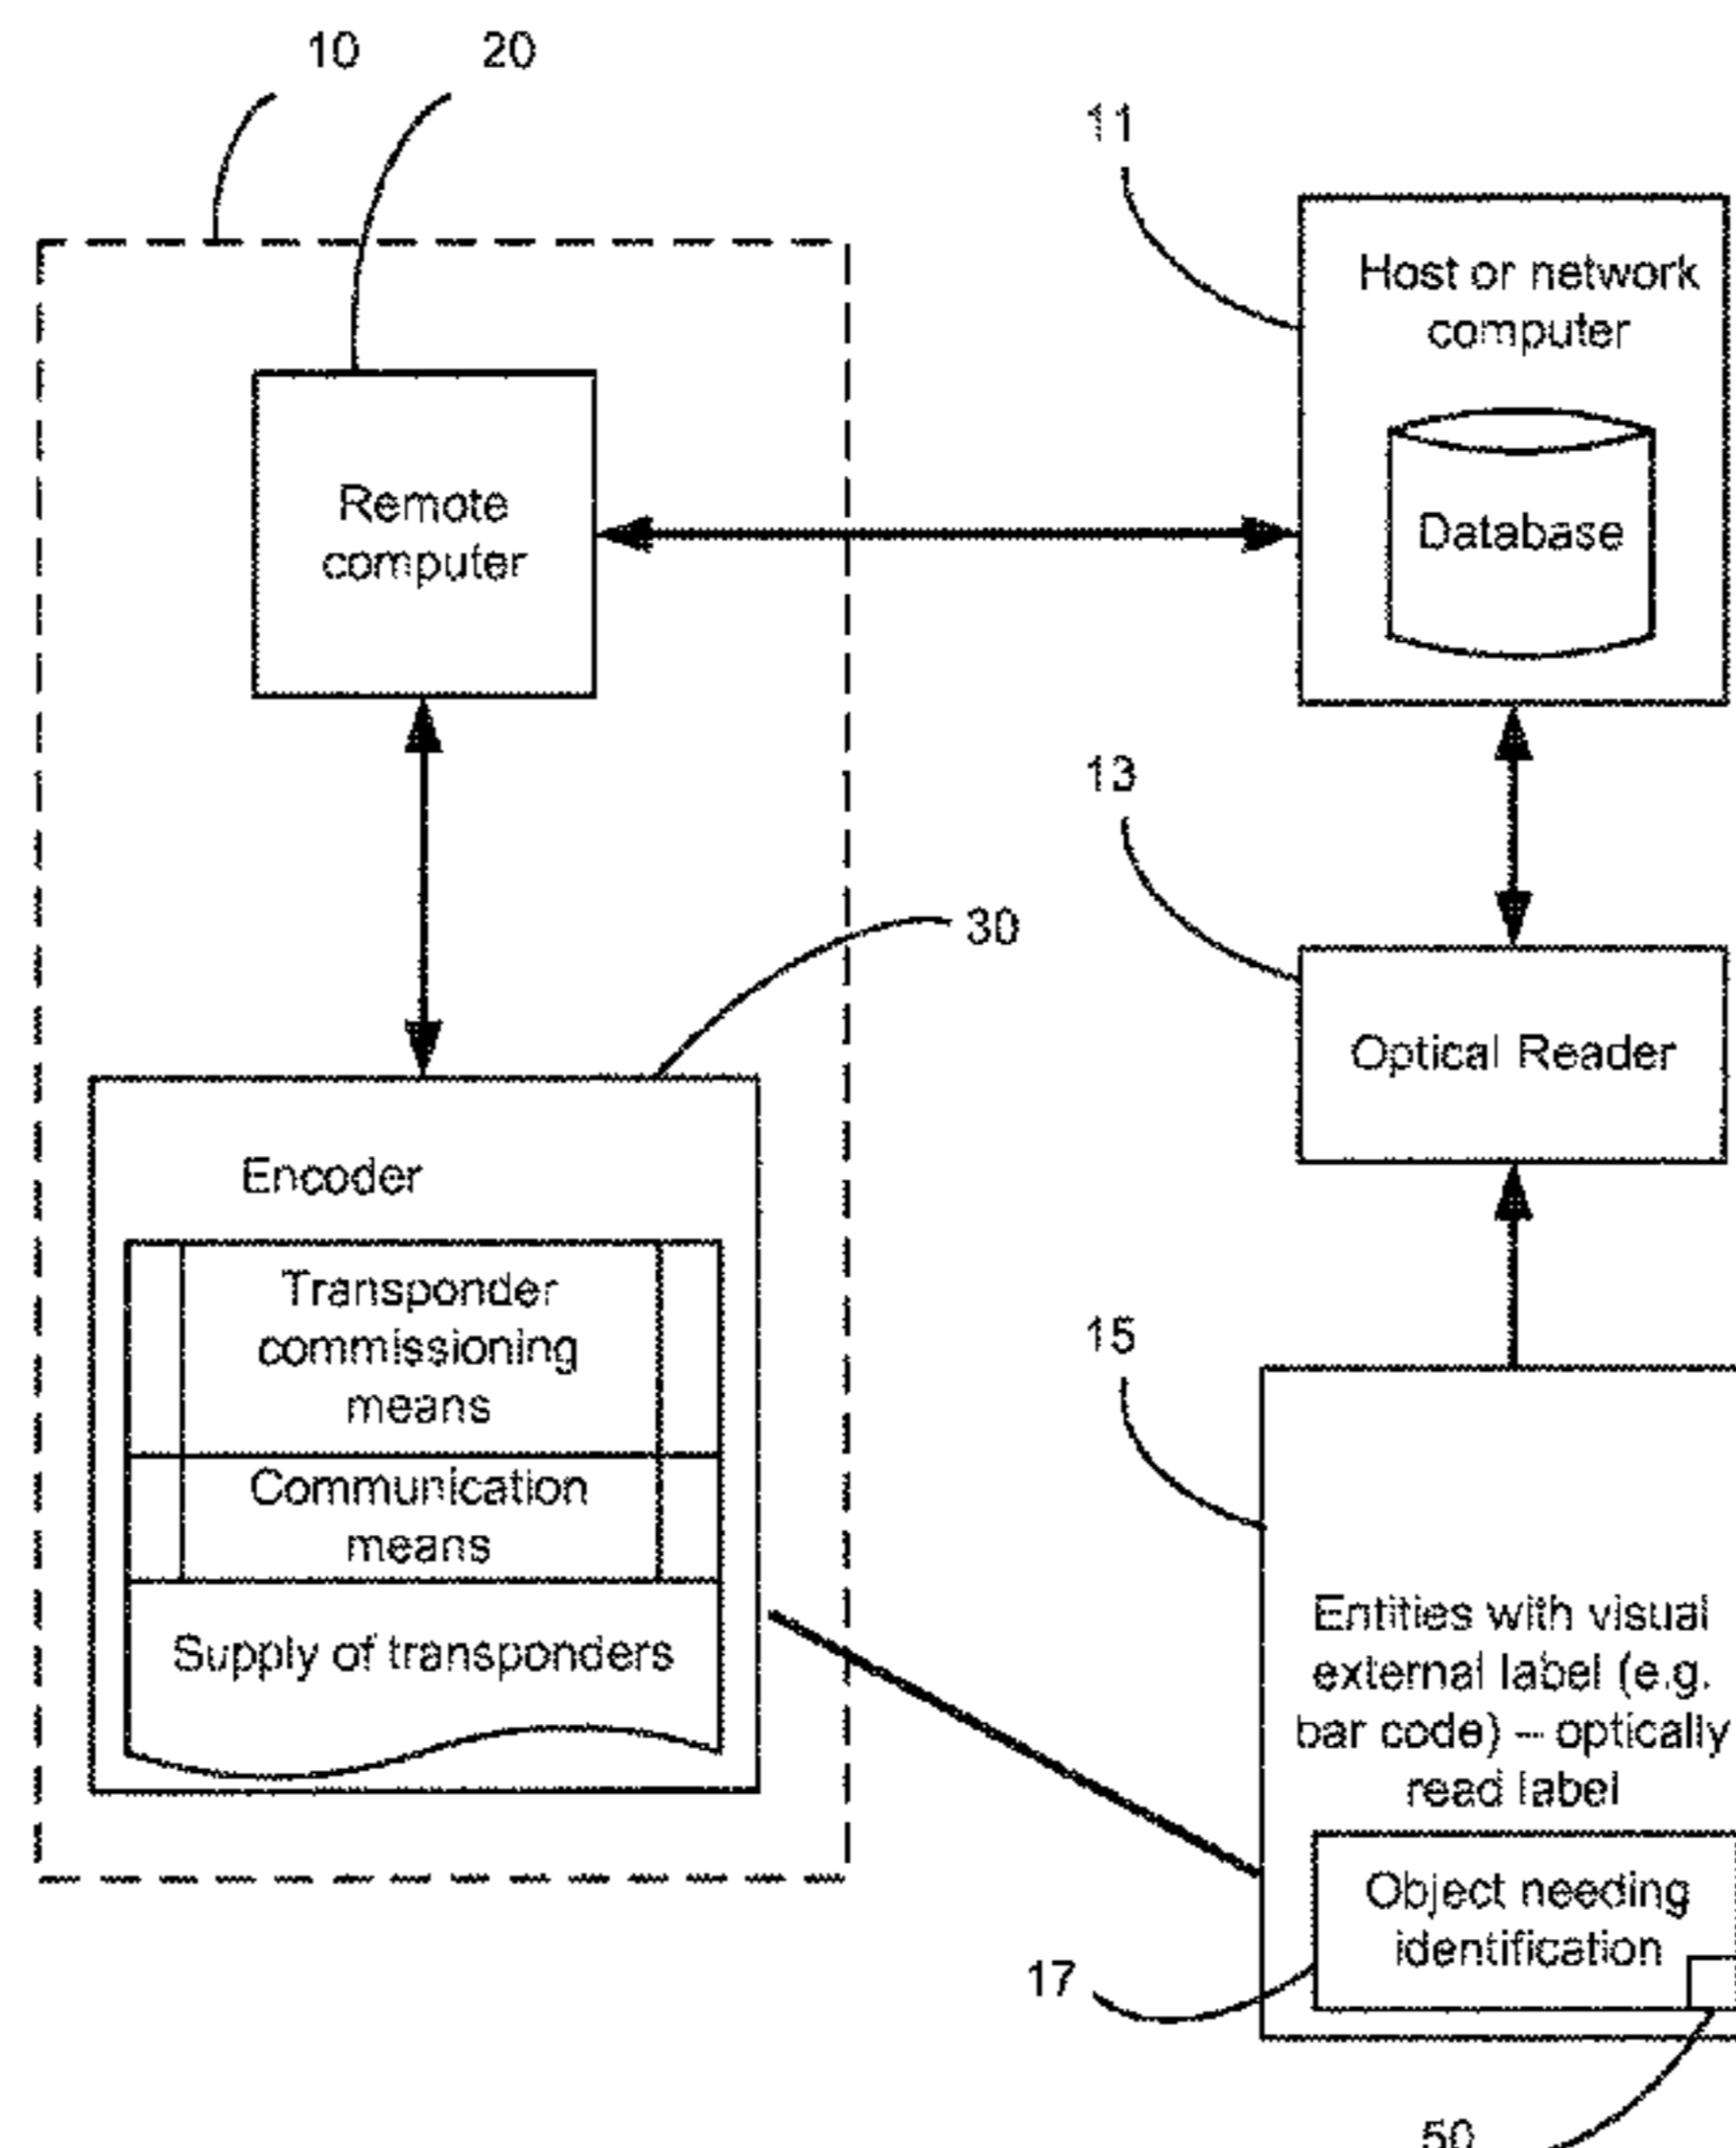 10
20
11
Host or network
computer
Database
Remote
computer
13
30
Optical Reader
Encoder
Transponder
commissioning
means
Communication
means
Supply of transponders
15
Entities with visual
external label (e.g.
bar code) – optically
read label
Object needing
identification
17
50